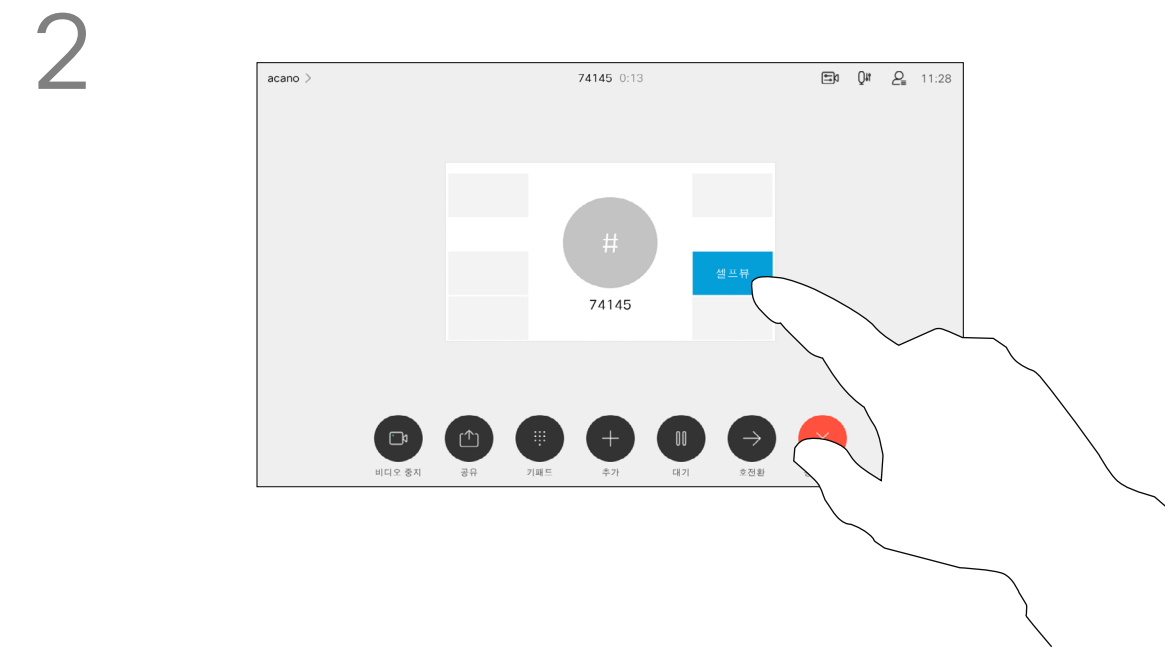 2
acano >
74145 0:13
11:28
#
셀프뷰
74145
비디오 중지
공유
키패드
추가
대기
호전환